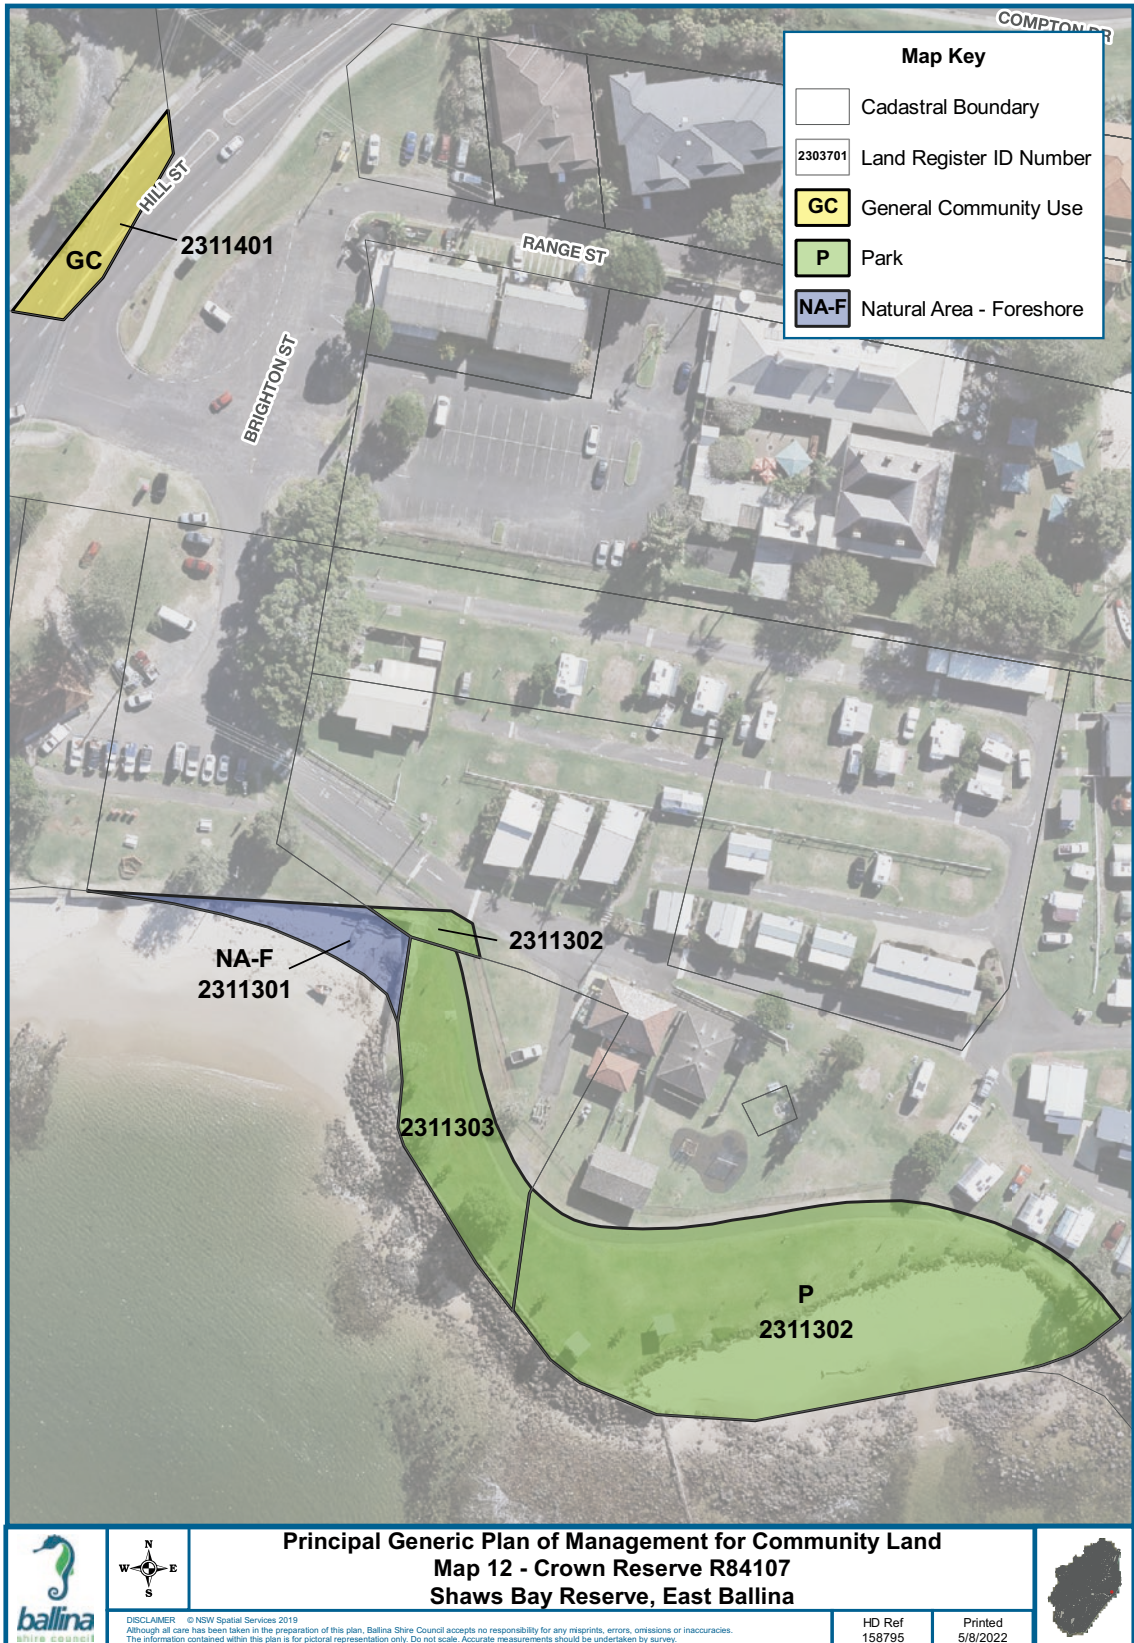 COMPTON DR
Map Key
Cadastral Boundary
2303701 Land Register ID Number
GC General Community Use
P Park
NA-F Natural Area - Foreshore
HILL ST
2311401
GC
RANGE ST
BRIGHTON ST
2311302
NA-F
2311301
2311303
P
2311302
ballina
shire council
N
W E
S
Principal Generic Plan of Management for Community Land
Map 12 - Crown Reserve R84107
Shaws Bay Reserve, East Ballina
DISCLAIMER © NSW Spatial Services 2019
Although all care has been taken in the preparation of this plan, Ballina Shire Council accepts no responsibility for any misprints, errors, omissions or inaccuracies.
The information contained within this plan is for pictoral representation only. Do not scale. Accurate measurements should be undertaken by survey.
HD Ref
158795
Printed
5/8/2022